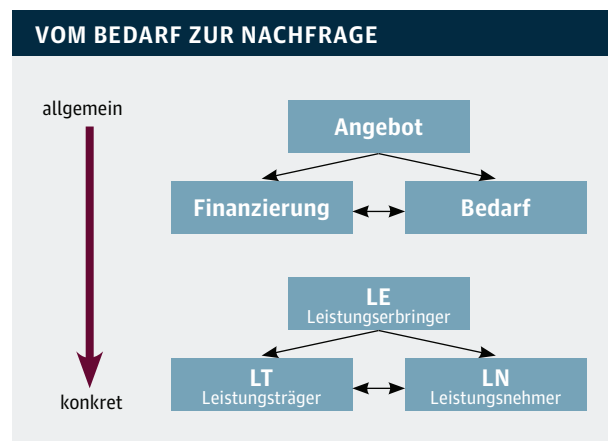 VOM BEDARF ZUR NACHFRAGE
allgemein
Angebot
Finanzierung
Bedarf
LE
Leistungserbringer
LT
Leistungsträger
LN
Leistungsnehmer
konkret